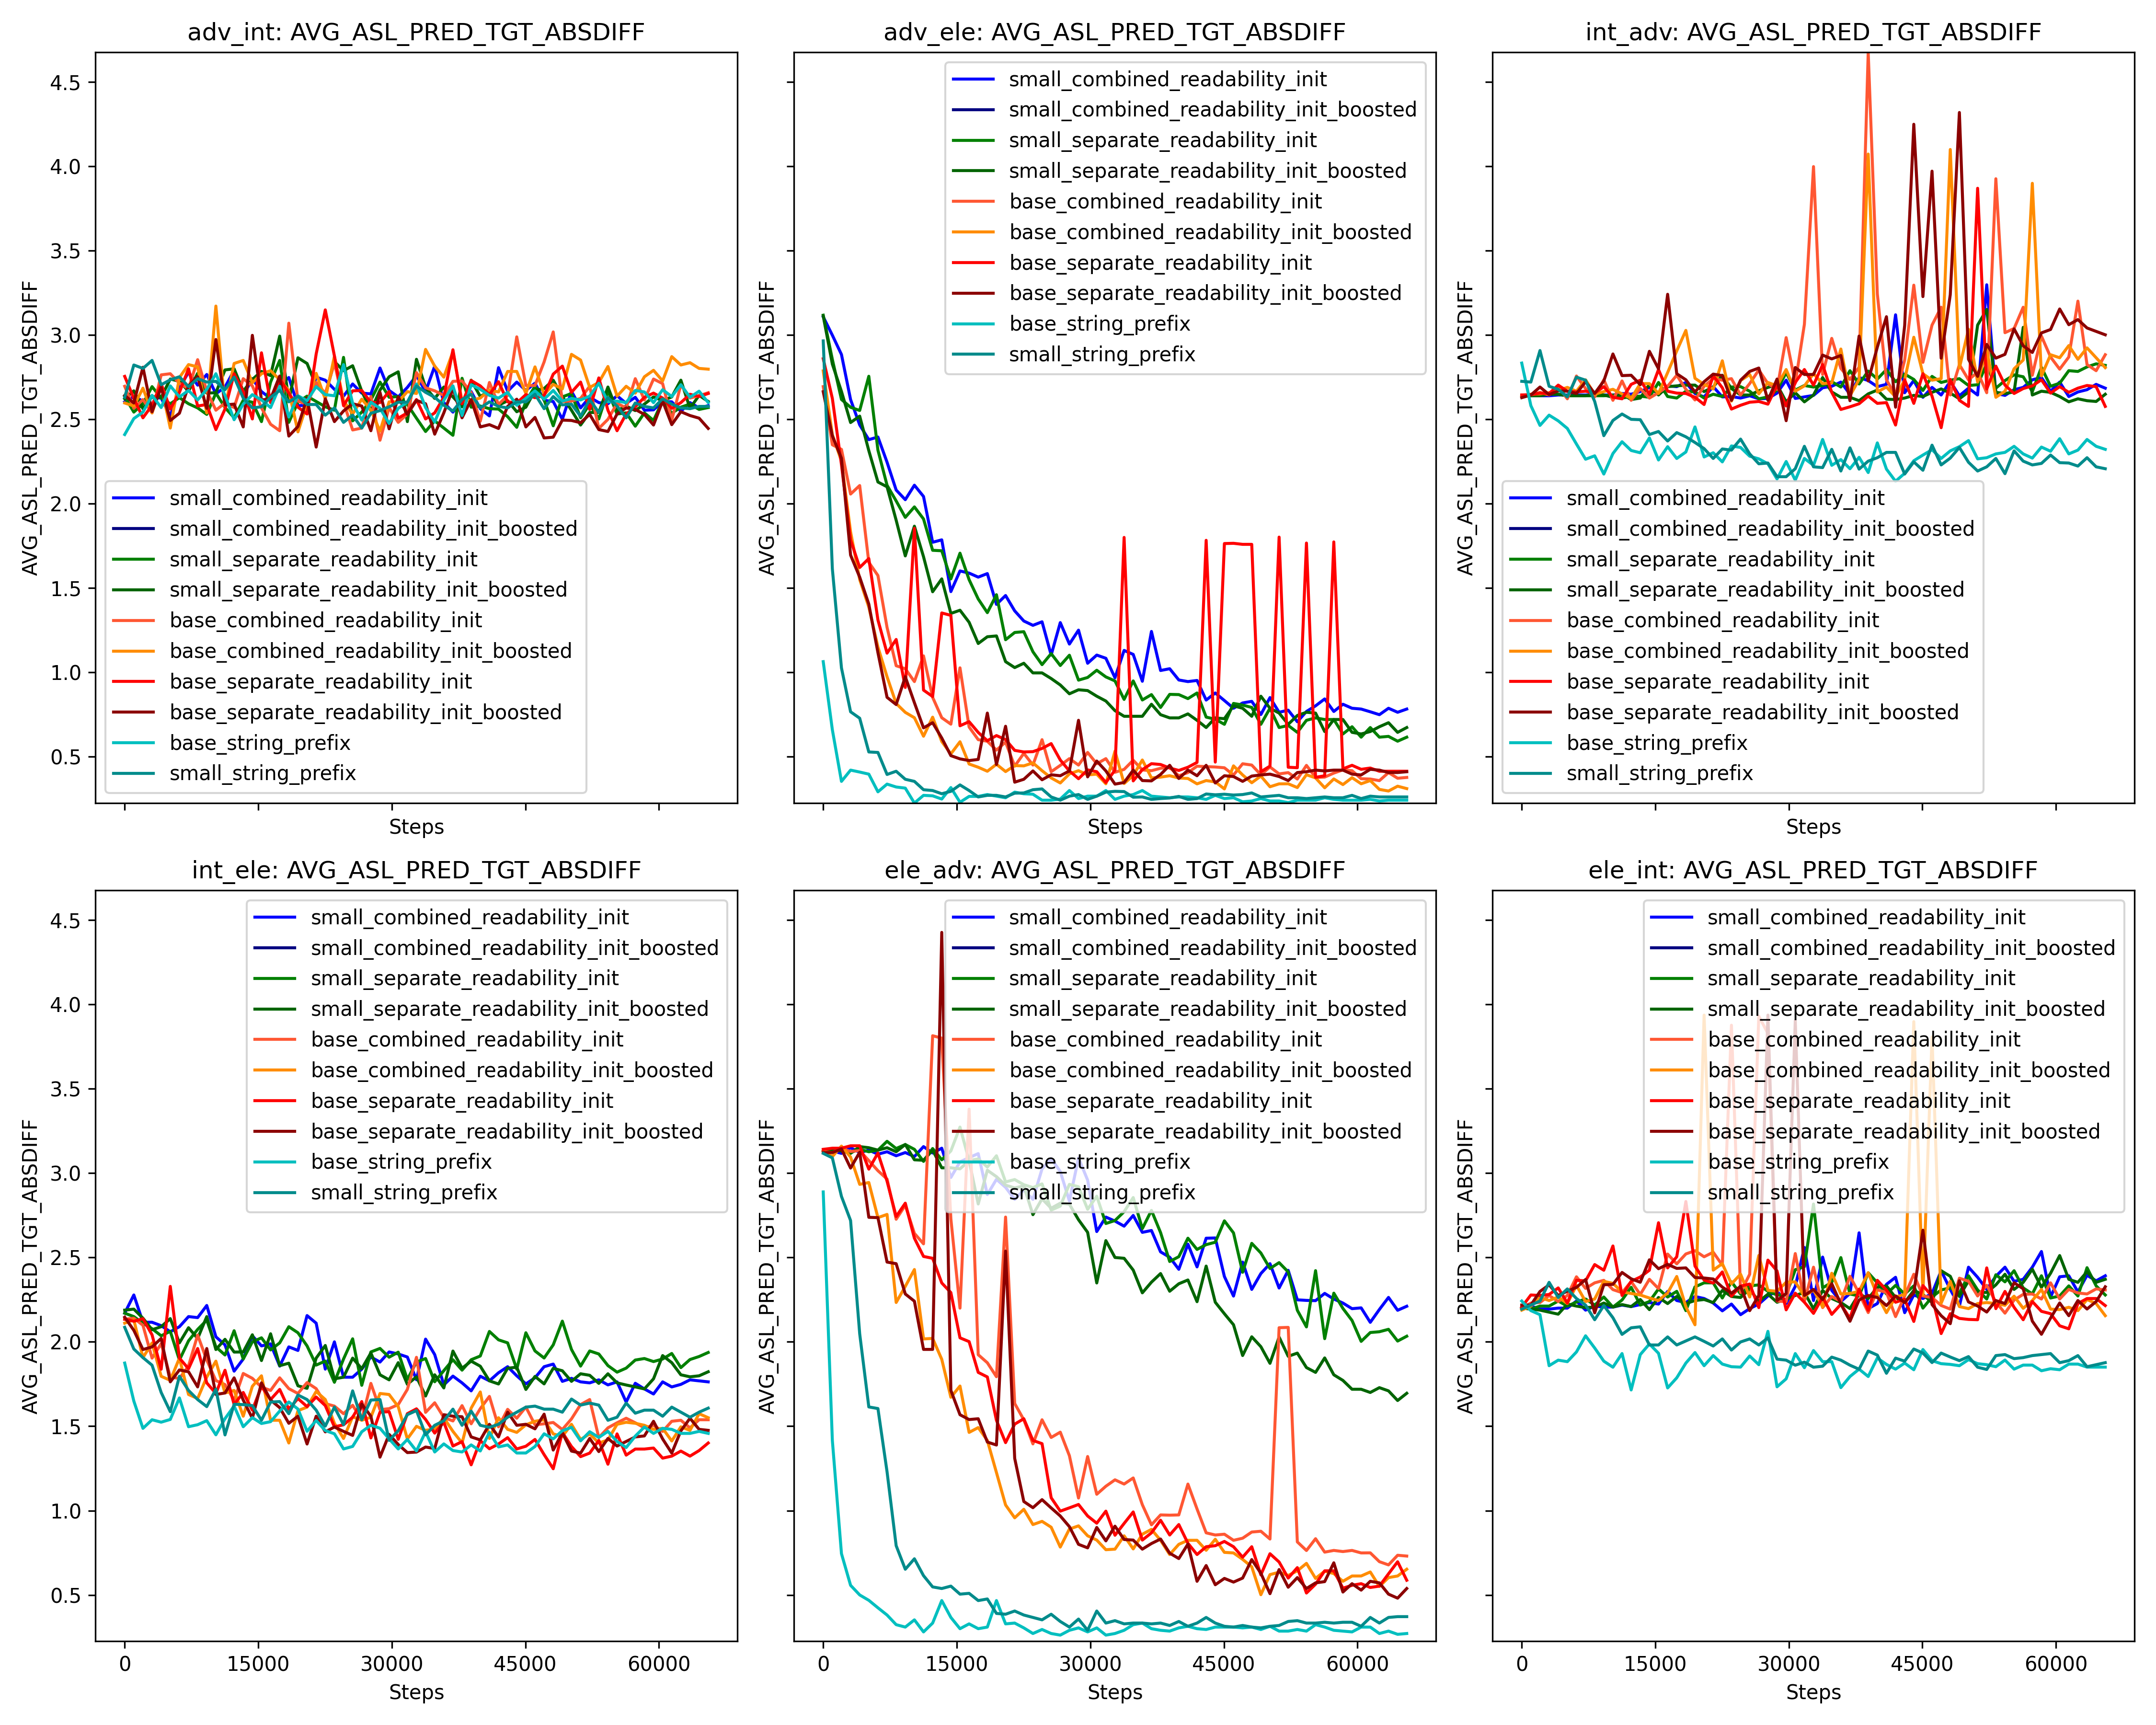 adv_int: AVG_ASL_PRED_TGT_ABSDIFF
AVG_ASL_PRED_TGT_ABSDIFF
4.5
4.0
3.5
3.0
2.5
2.0
1.5
1.0
0.5
small_combined_readability_init
small_combined_readability_init_boosted
small_separate_readability_init
small_separate_readability_init_boosted
base_combined_readability_init
base_combined_readability_init_boosted
base_separate_readability_init
base_separate_readability_init_boosted
base_string_prefix
small_string_prefix
Steps
adv_ele: AVG_ASL_PRED_TGT_ABSDIFF
AVG_ASL_PRED_TGT_ABSDIFF
small_combined_readability_init
small_combined_readability_init_boosted
small_separate_readability_init
small_separate_readability_init_boosted
base_combined_readability_init
base_combined_readability_init_boosted
base_separate_readability_init
base_separate_readability_init_boosted
base_string_prefix
small_string_prefix
Steps
int_adv: AVG_ASL_PRED_TGT_ABSDIFF
AVG_ASL_PRED_TGT_ABSDIFF
small_combined_readability_init
small_combined_readability_init_boosted
small_separate_readability_init
small_separate_readability_init_boosted
base_combined_readability_init
base_combined_readability_init_boosted
base_separate_readability_init
base_separate_readability_init_boosted
base_string_prefix
small_string_prefix
Steps
int_ele: AVG_ASL_PRED_TGT_ABSDIFF
AVG_ASL_PRED_TGT_ABSDIFF
4.5
4.0
3.5
3.0
2.5
2.0
1.5
1.0
0.5
small_combined_readability_init
small_combined_readability_init_boosted
small_separate_readability_init
small_separate_readability_init_boosted
base_combined_readability_init
base_combined_readability_init_boosted
base_separate_readability_init
base_separate_readability_init_boosted
base_string_prefix
small_string_prefix
0 15000 30000 45000 60000
Steps
ele_adv: AVG_ASL_PRED_TGT_ABSDIFF
AVG_ASL_PRED_TGT_ABSDIFF
small_combined_readability_init
small_combined_readability_init_boosted
small_separate_readability_init
small_separate_readability_init_boosted
base_combined_readability_init
base_combined_readability_init_boosted
base_separate_readability_init
base_separate_readability_init_boosted
base_string_prefix
small_string_prefix
0 15000 30000 45000 60000
Steps
ele_int: AVG_ASL_PRED_TGT_ABSDIFF
AVG_ASL_PRED_TGT_ABSDIFF
small_combined_readability_init
small_combined_readability_init_boosted
small_separate_readability_init
small_separate_readability_init_boosted
base_combined_readability_init
base_combined_readability_init_boosted
base_separate_readability_init
base_separate_readability_init_boosted
base_string_prefix
small_string_prefix
0 15000 30000 45000 60000
Steps